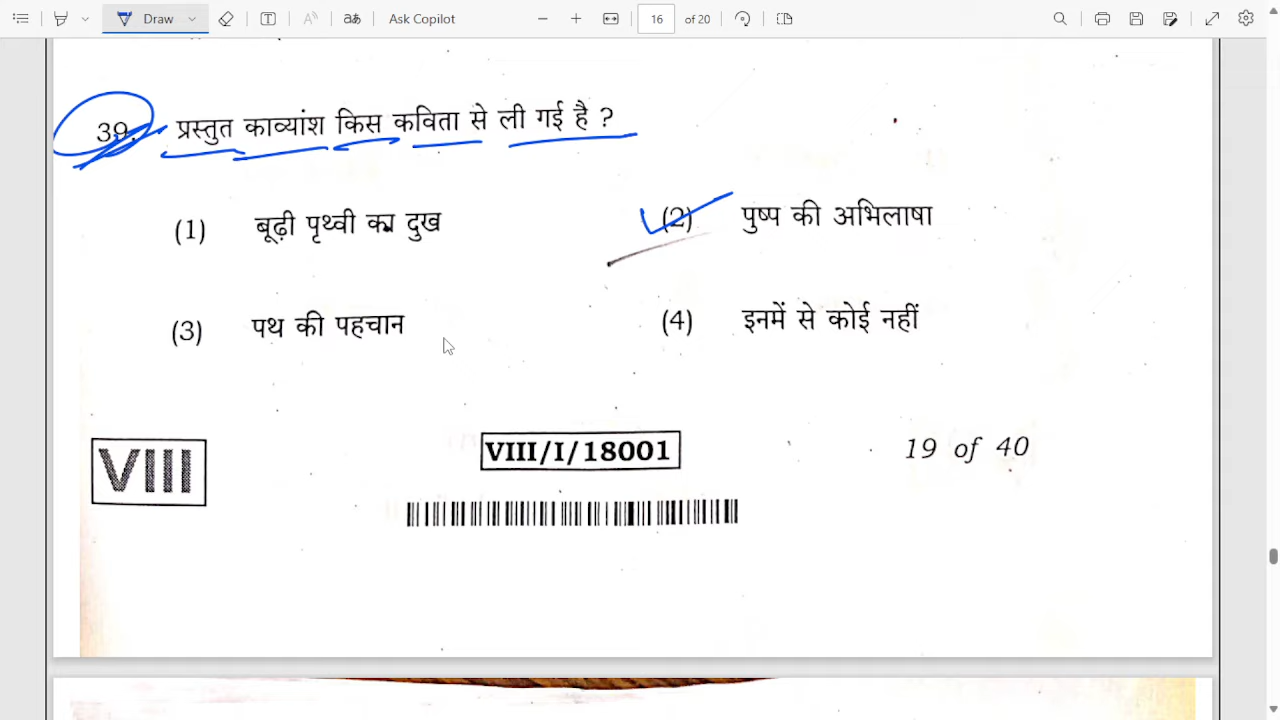 Draw
Ask Copilot
16 of 20
39. प्रस्तुत काव्यांश किस कविता से ली गई है ?
(1) बूढ़ी पृथ्वी का दुख
(2) पुष्प की अभिलाषा
(3) पथ की पहचान
(4) इनमें से कोई नहीं
VIII
VIII/I/18001
19 of 40